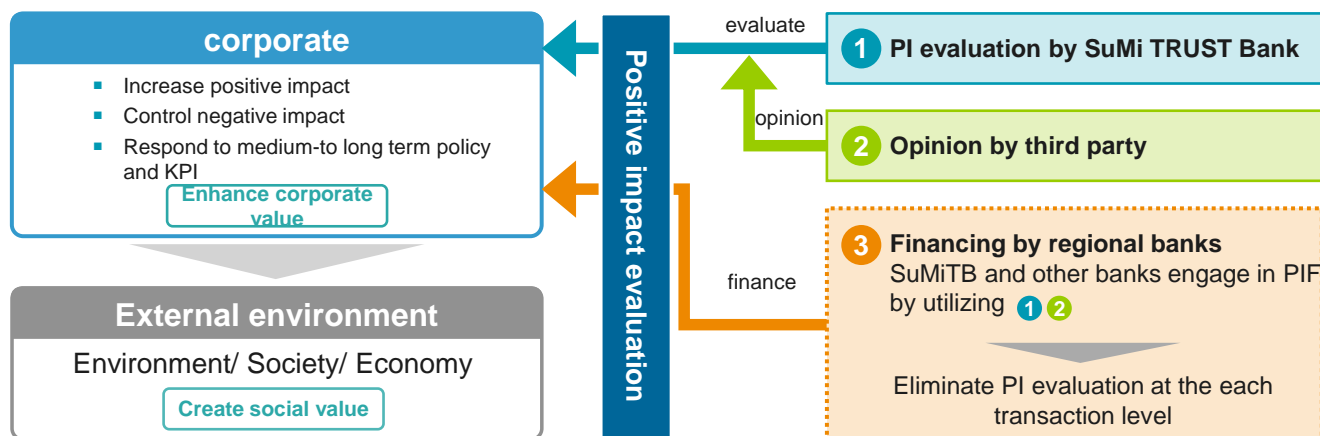 corporate
▪ Increase positive impact
▪ Control negative impact
▪ Respond to medium-to long term policy
and KPI
Enhance corporate
value
External environment
Environment/ Society/ Economy
Create social value
Positive impact evaluation
evaluate
opinion
finance
1 PI evaluation by SuMi TRUST Bank
2 Opinion by third party
3 Financing by regional banks
SuMiTB and other banks engage in PIF
by utilizing 1 2
Eliminate PI evaluation at the each
transaction level